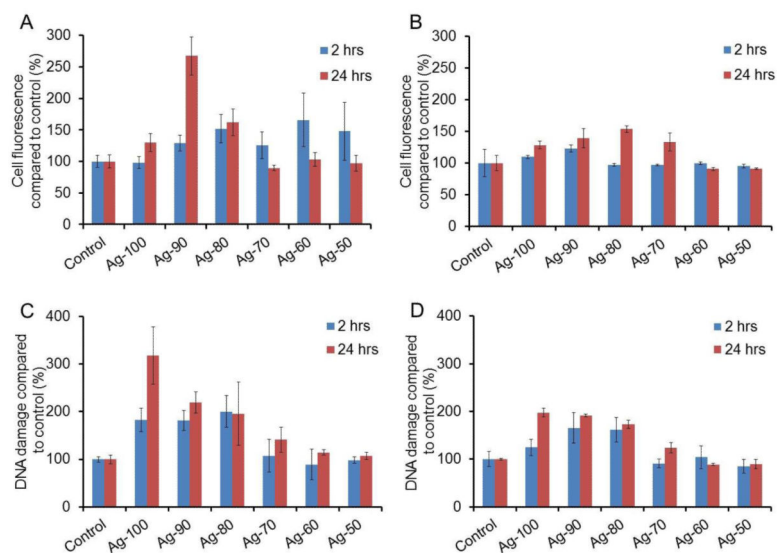 A
300
250
200
150
100
50
0
Cell fluorescence
compared to control (%)
2 hrs
24 hrs
Control
Ag-100
Ag-90
Ag-80
Ag-70
Ag-60
Ag-50
B
300
250
200
150
100
50
0
Cell fluorescence
compared to control (%)
2 hrs
24 hrs
Control
Ag-100
Ag-90
Ag-80
Ag-70
Ag-60
Ag-50
C
400
300
200
100
0
DNA damage compared
to control (%)
2 hrs
24 hrs
Control
Ag-100
Ag-90
Ag-80
Ag-70
Ag-60
Ag-50
D
400
300
200
100
0
DNA damage compared
to control (%)
2 hrs
24 hrs
Control
Ag-100
Ag-90
Ag-80
Ag-70
Ag-60
Ag-50